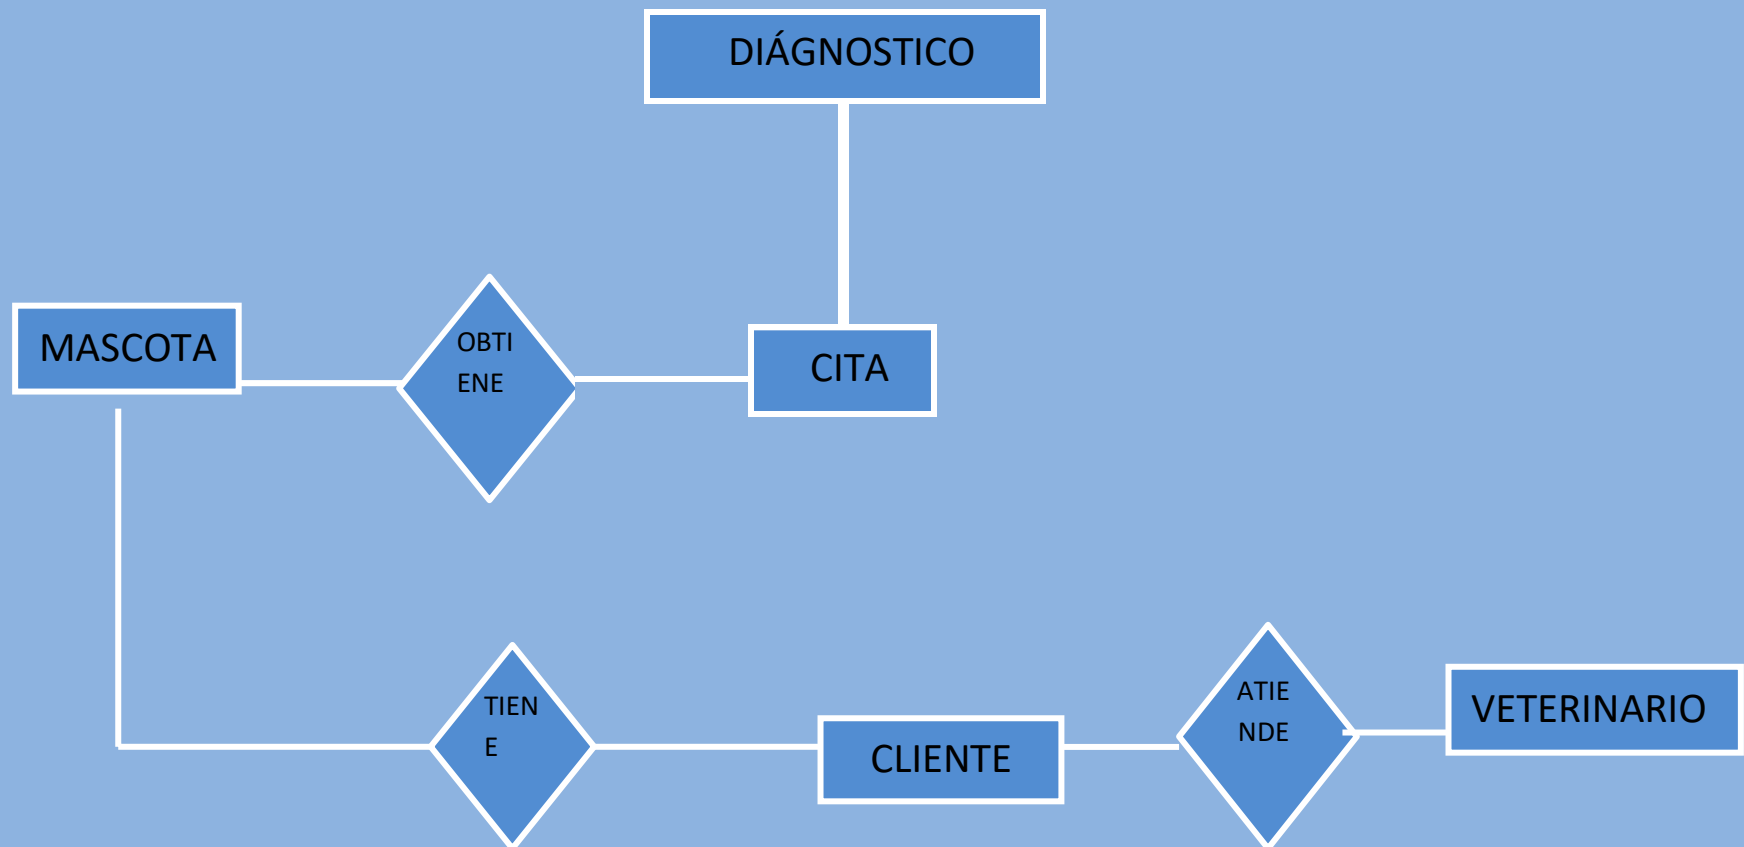 DIÁGNOSTICO
MASCOTA
OBTI
ENE
CITA
TIEN
E
CLIENTE
ATIE
NDE
VETERINARIO